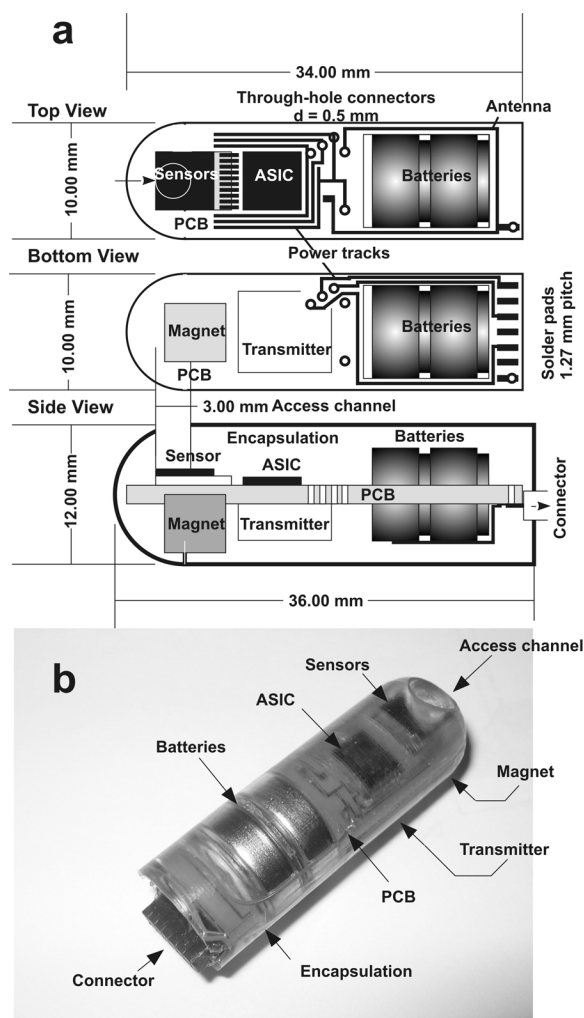 a
34.00 mm
Top View
Through-hole connectors
d = 0.5 mm
Antenna
10.00 mm
Sensors
ASIC
Batteries
PCB
Bottom View
Power tracks
10.00 mm
Magnet
Transmitter
Batteries
PCB
Solder pads
1.27 mm pitch
Side View
3.00 mm Access channel
Encapsulation
Batteries
Sensor
ASIC
12.00 mm
PCB
Magnet
Transmitter
Connector
36.00 mm
b
Access channel
Sensors
ASIC
Batteries
Magnet
Transmitter
PCB
Connector
Encapsulation